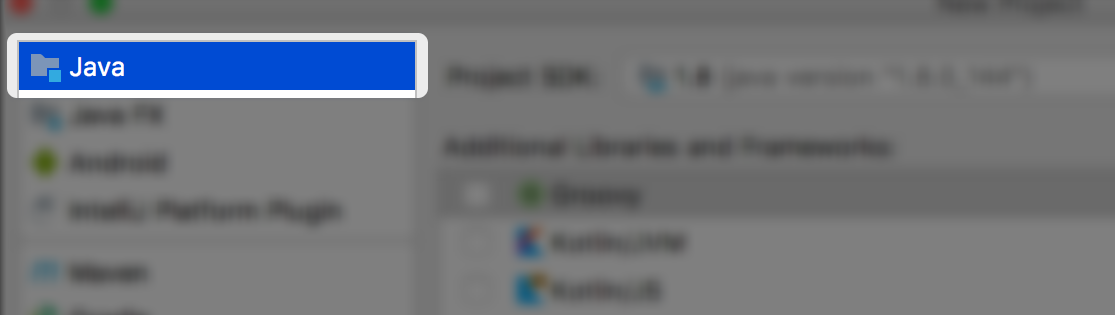 New Project
Java
Project SDK: 1.8 (java version "1.8.0_144")
Java FX
Android
Additional Libraries and Frameworks:
IntelliJ Platform Plugin
Groovy
Kotlin/JVM
Maven
Kotlin/JS
Gradle